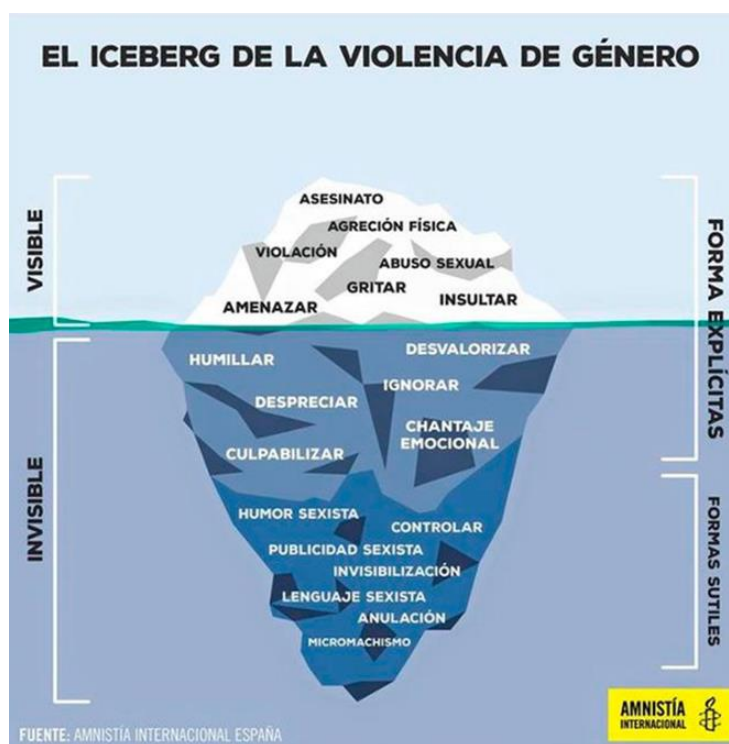 EL ICEBERG DE LA VIOLENCIA DE GÉNERO
VISIBLE
ASESINATO
AGRECIÓN FÍSICA
VIOLACIÓN
ABUSO SEXUAL
GRITAR
AMENAZAR
INSULTAR
FORMA EXPLÍCITAS
INVISIBLE
HUMILLAR
DESVALORIZAR
IGNORAR
DESPRECIAR
CHANTAJE
EMOCIONAL
CULPABILIZAR
FORMAS SUTILES
HUMOR SEXISTA
CONTROLAR
PUBLICIDAD SEXISTA
INVISIBILIZACIÓN
LENGUAJE SEXISTA
ANULACIÓN
MICROMACHISMO
FUENTE: AMNISTÍA INTERNACIONAL ESPAÑA
AMNISTÍA
INTERNACIONAL